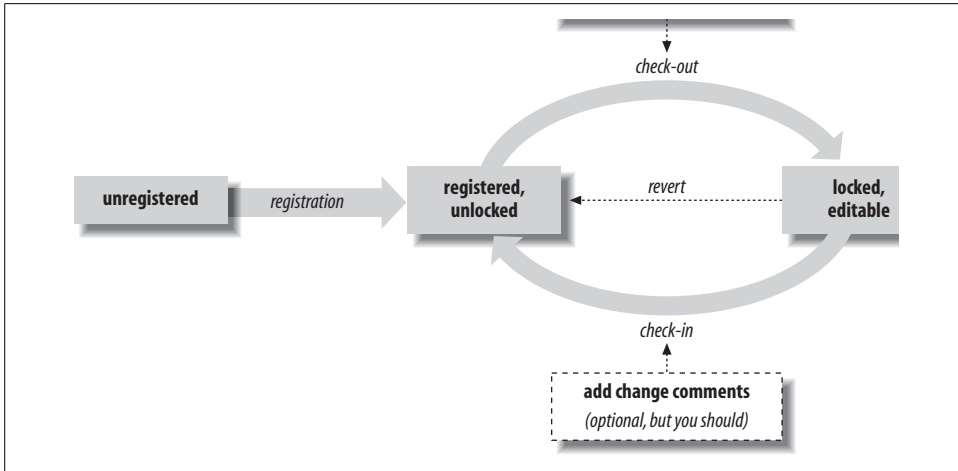 check-out
unregistered
registration
registered,
unlocked
revert
locked,
editable
check-in
add change comments
(optional, but you should)